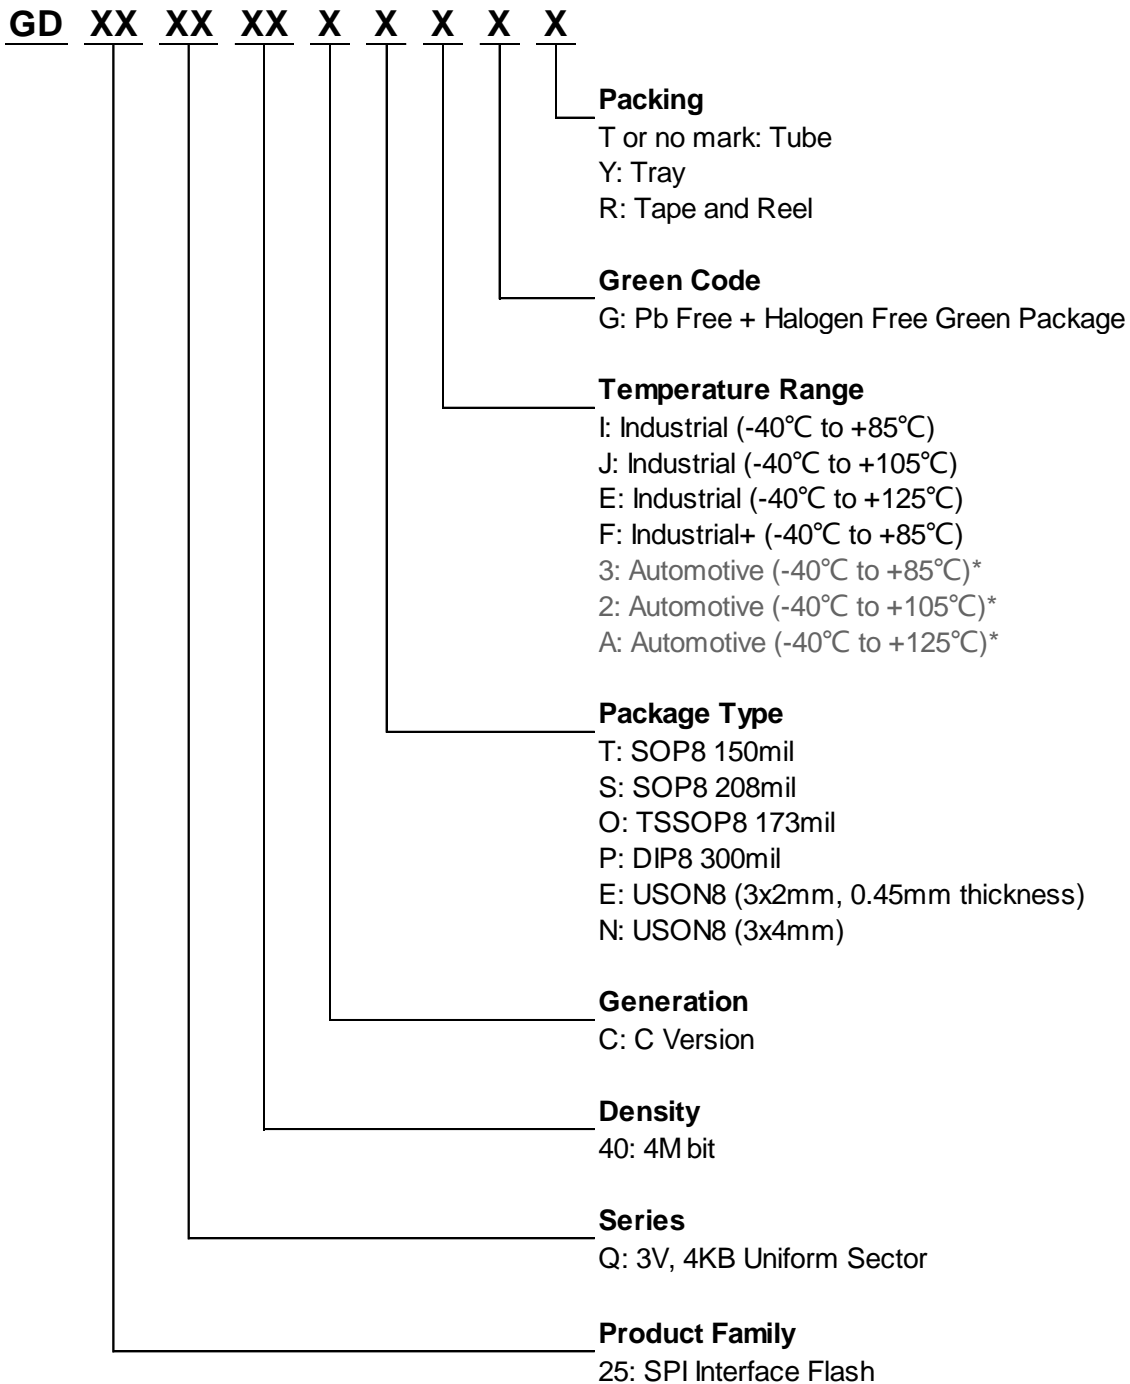 GD XX XX XX X X X X X
Packing
T or no mark: Tube
Y: Tray
R: Tape and Reel
Green Code
G: Pb Free + Halogen Free Green Package
Temperature Range
I: Industrial (-40℃ to +85℃)
J: Industrial (-40℃ to +105℃)
E: Industrial (-40℃ to +125℃)
F: Industrial+ (-40℃ to +85℃)
3: Automotive (-40℃ to +85℃)*
2: Automotive (-40℃ to +105℃)*
A: Automotive (-40℃ to +125℃)*
Package Type
T: SOP8 150mil
S: SOP8 208mil
O: TSSOP8 173mil
P: DIP8 300mil
E: USON8 (3x2mm, 0.45mm thickness)
N: USON8 (3x4mm)
Generation
C: C Version
Density
40: 4M bit
Series
Q: 3V, 4KB Uniform Sector
Product Family
25: SPI Interface Flash